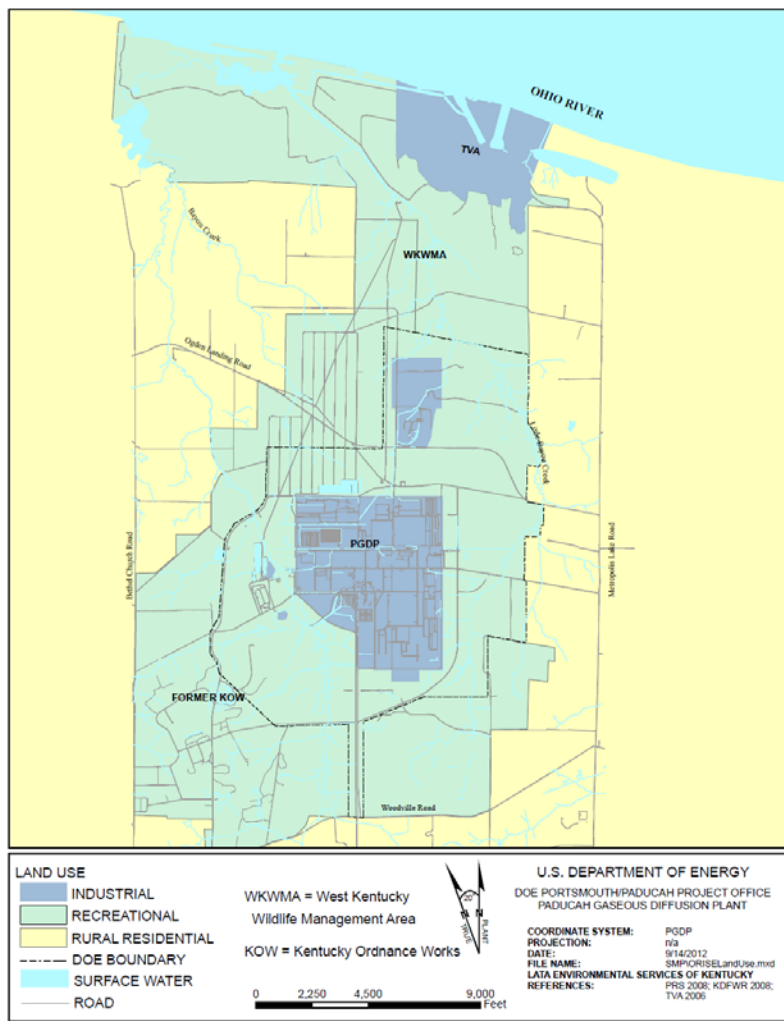 OHIO RIVER
TVA
Bayou Creek
WKWMA
Ogden Landing Road
Little Bayou Creek
PGDP
Bethel Church Road
Metropolis Lake Road
FORMER KOW
Woodville Road
LAND USE
INDUSTRIAL
RECREATIONAL
RURAL RESIDENTIAL
DOE BOUNDARY
SURFACE WATER
ROAD
WKWMA = West Kentucky
Wildlife Management Area
KOW = Kentucky Ordnance Works
N N
TRUE
PLANT
0 2,250 4,500 9,000
Feet
U.S. DEPARTMENT OF ENERGY
DOE PORTSMOUTH/PADUCAH PROJECT OFFICE
PADUCAH GASEOUS DIFFUSION PLANT
COORDINATE SYSTEM: PGDP
PROJECTION: n/a
DATE: 9/14/2012
FILE NAME: SMP\ORISELandUse.mxd
LATA ENVIRONMENTAL SERVICES OF KENTUCKY
REFERENCES: PRS 2008; KDFWR 2008;
TVA 2006